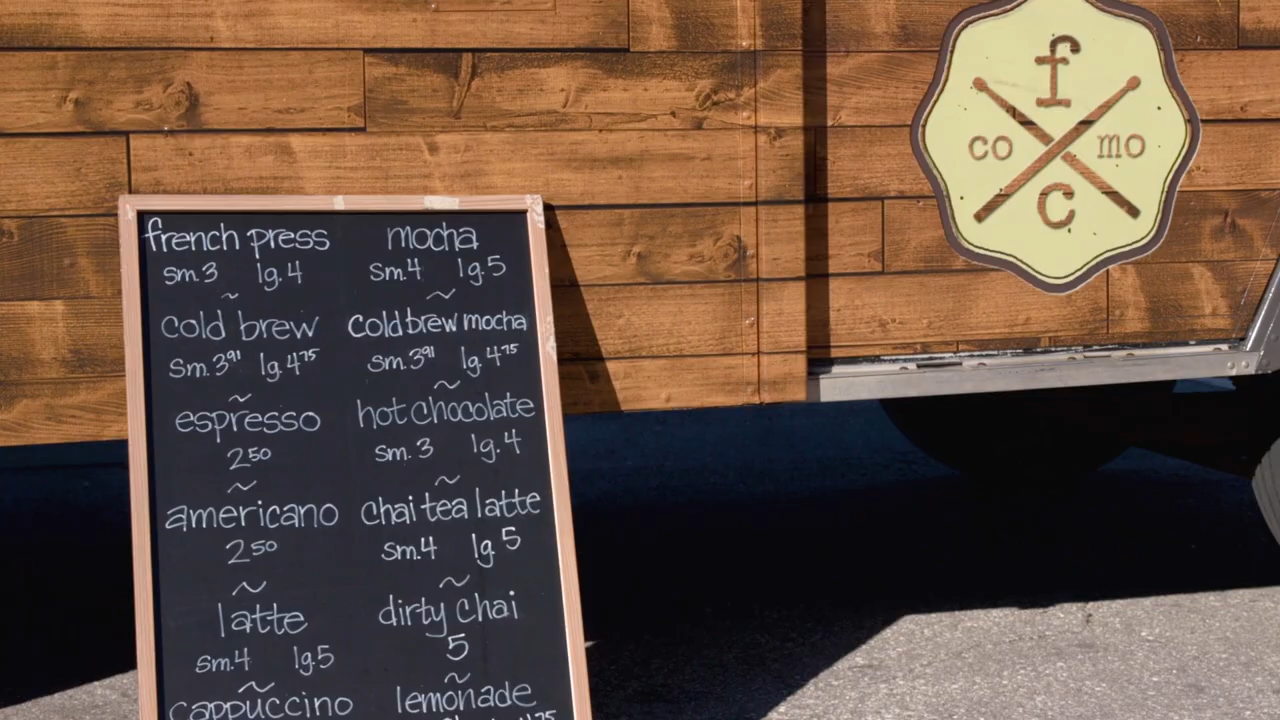 french press
sm.3 lg.4
cold brew
sm.3⁹¹ lg.4⁷⁵
espresso
2⁵⁰
americano
2⁵⁰
latte
sm.4 lg.5
cappuccino
mocha
sm.4 lg.5
cold brew mocha
sm.3⁹¹ lg.4⁷⁵
hot chocolate
sm.3 lg.4
chai tea latte
sm.4 lg.5
dirty chai
5
lemonade
f
co mo
c